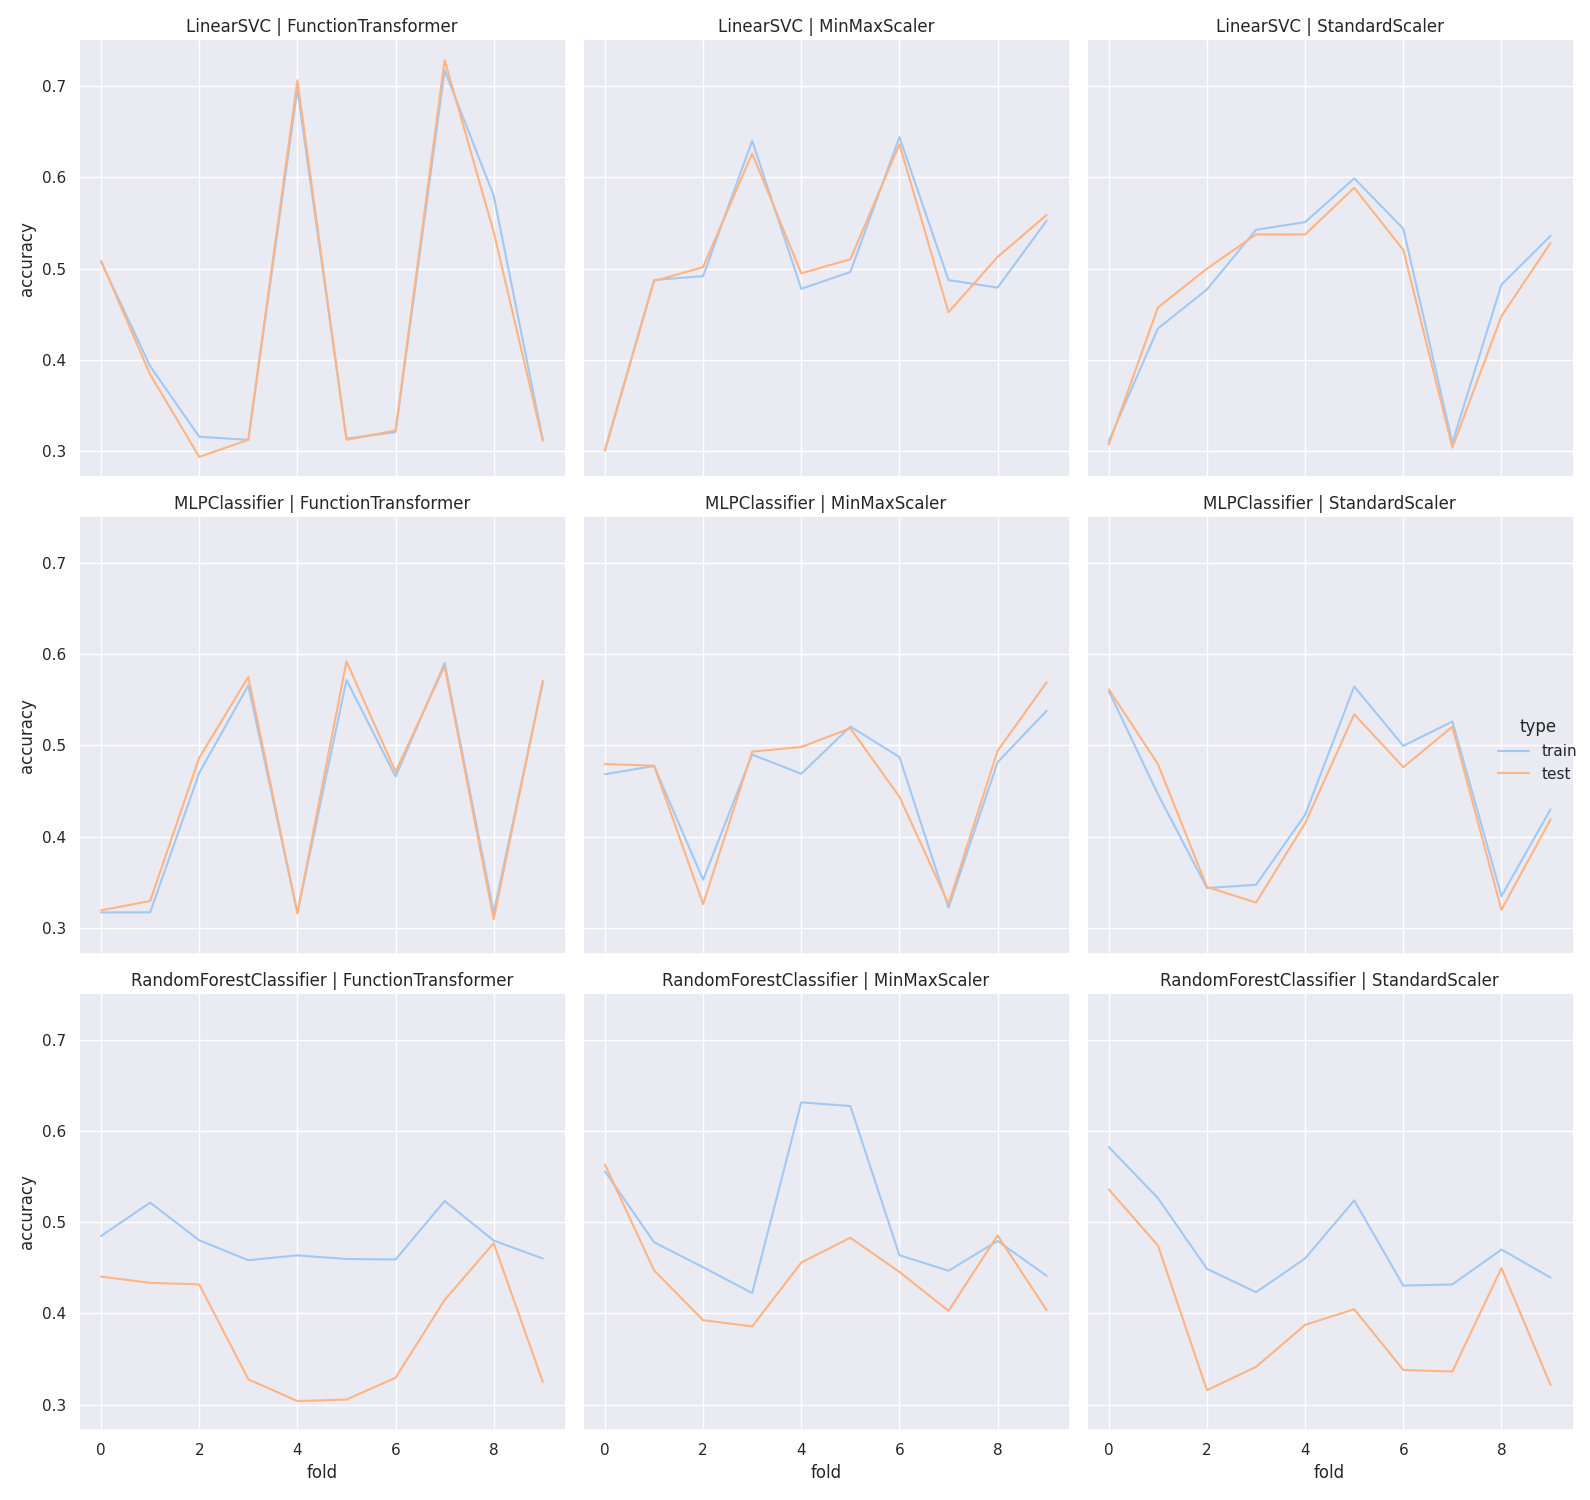 LinearSVC | FunctionTransformer
LinearSVC | MinMaxScaler
LinearSVC | StandardScaler
0.7
0.6
0.5
0.4
0.3
accuracy
MLPClassifier | FunctionTransformer
MLPClassifier | MinMaxScaler
MLPClassifier | StandardScaler
0.7
0.6
0.5
0.4
0.3
accuracy
type
train
test
RandomForestClassifier | FunctionTransformer
RandomForestClassifier | MinMaxScaler
RandomForestClassifier | StandardScaler
0.7
0.6
0.5
0.4
0.3
accuracy
0 2 4 6 8
fold
0 2 4 6 8
fold
0 2 4 6 8
fold